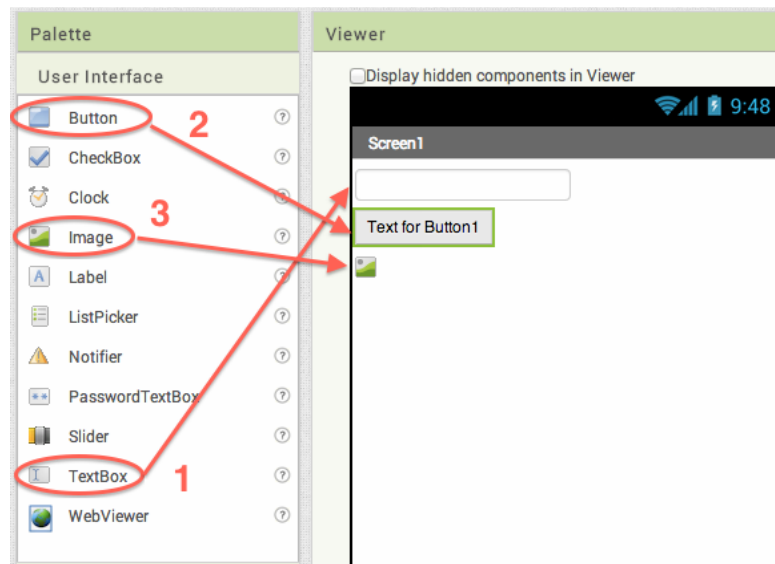 Palette
User Interface
Button
CheckBox
Clock
Image
Label
ListPicker
Notifier
PasswordTextBox
Slider
TextBox
WebViewer
2
3
1
Viewer
Display hidden components in Viewer
9:48
Screen1
Text for Button1